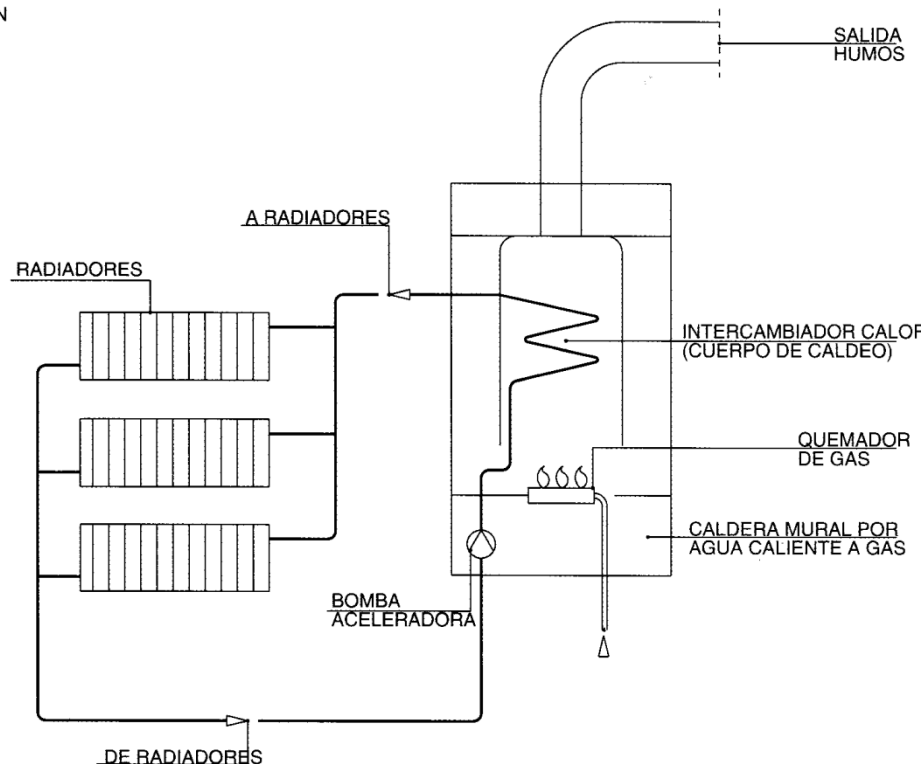 N
SALIDA
HUMOS
A RADIADORES
RADIADORES
INTERCAMBIADOR CALOR
(CUERPO DE CALDEO)
QUEMADOR
DE GAS
CALDERA MURAL POR
AGUA CALIENTE A GAS
BOMBA
ACELERADORA
DE RADIADORES